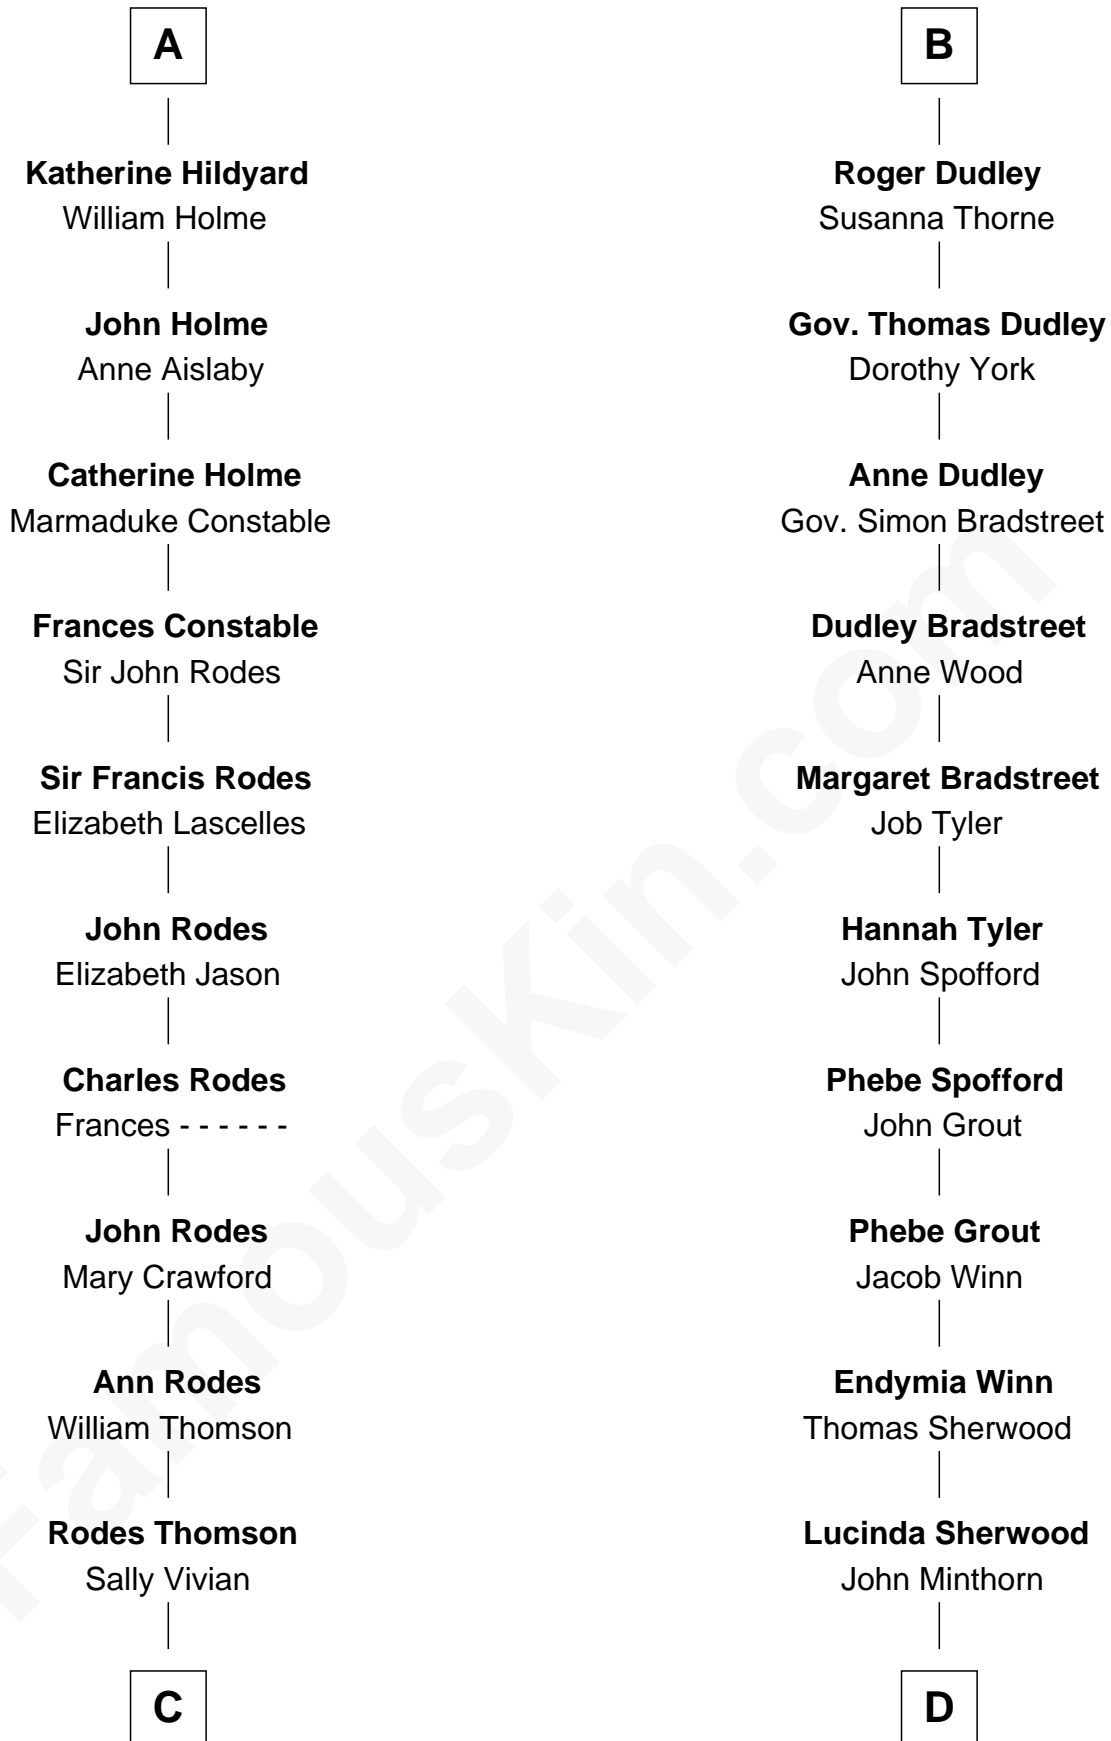 A
Katherine Hildyard
William Holme
John Holme
Anne Aislaby
Catherine Holme
Marmaduke Constable
Frances Constable
Sir John Rodes
Sir Francis Rodes
Elizabeth Lascelles
John Rodes
Elizabeth Jason
Charles Rodes
Frances - - - - - -
John Rodes
Mary Crawford
Ann Rodes
William Thomson
Rodes Thomson
Sally Vivian
C
B
Roger Dudley
Susanna Thorne
Gov. Thomas Dudley
Dorothy York
Anne Dudley
Gov. Simon Bradstreet
Dudley Bradstreet
Anne Wood
Margaret Bradstreet
Job Tyler
Hannah Tyler
John Spofford
Phebe Spofford
John Grout
Phebe Grout
Jacob Winn
Endymia Winn
Thomas Sherwood
Lucinda Sherwood
John Minthorn
D
FamousKin.com